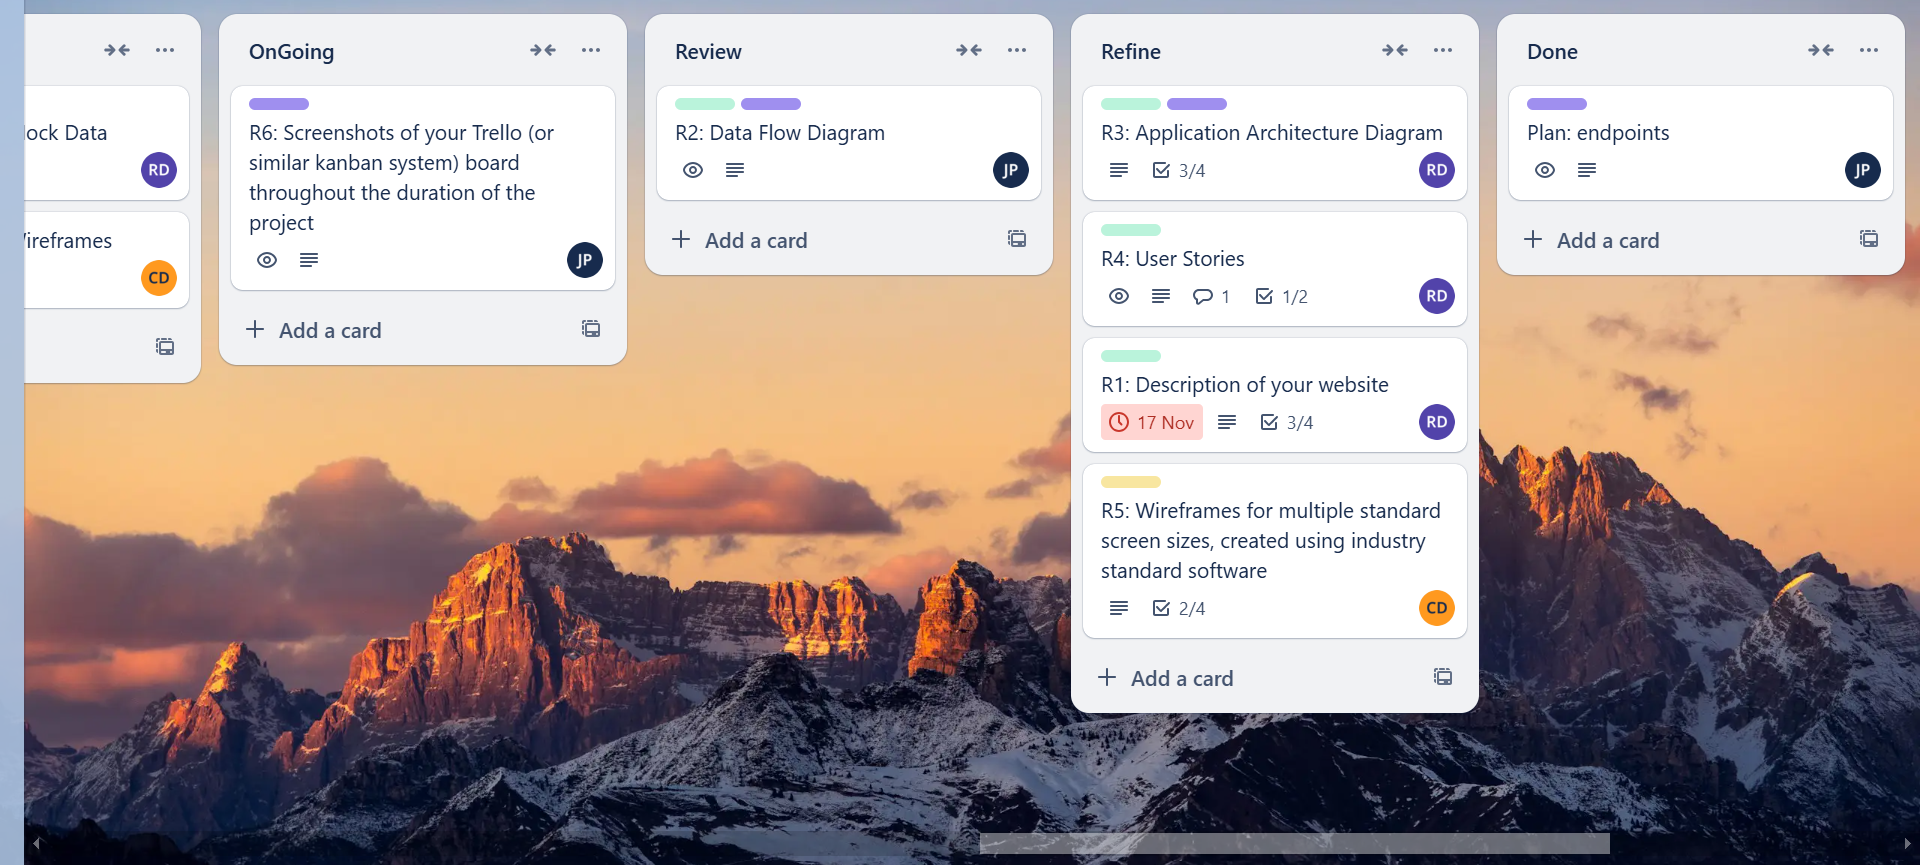 Data
RD
CD
OnGoing
R6: Screenshots of your Trello (or
similar kanban system) board
throughout the duration of the
project
JP
Add a card
Review
R2: Data Flow Diagram
JP
Add a card
Refine
R3: Application Architecture Diagram
3/4
RD
R4: User Stories
1
1/2
RD
R1: Description of your website
17 Nov
3/4
RD
R5: Wireframes for multiple standard
screen sizes, created using industry
standard software
2/4
CD
Add a card
Done
Plan: endpoints
JP
Add a card